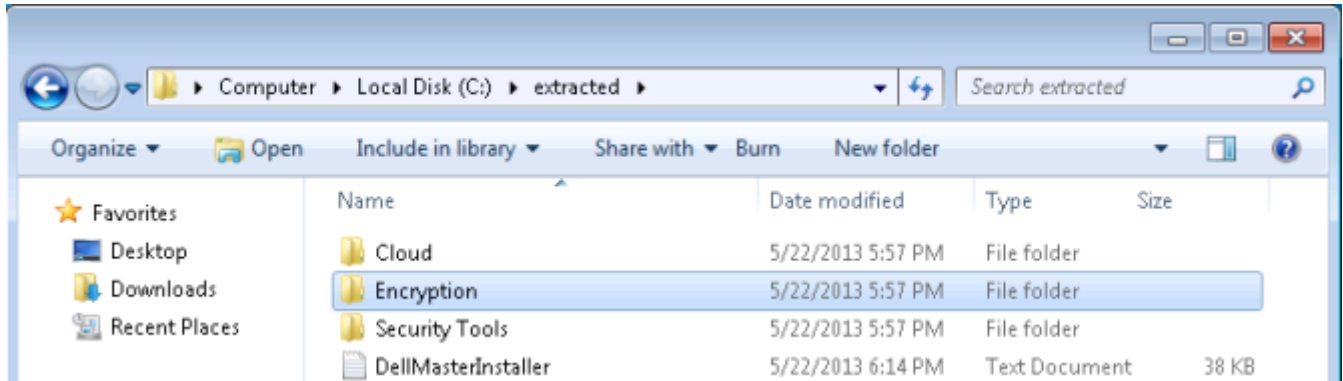 Computer Local Disk (C:) extracted Search extracted
Organize Open Include in library Share with Burn New folder
Favorites
Desktop
Downloads
Recent Places
Name Date modified Type Size
Cloud 5/22/2013 5:57 PM File folder
Encryption 5/22/2013 5:57 PM File folder
Security Tools 5/22/2013 5:57 PM File folder
DellMasterInstaller 5/22/2013 6:14 PM Text Document 38 KB